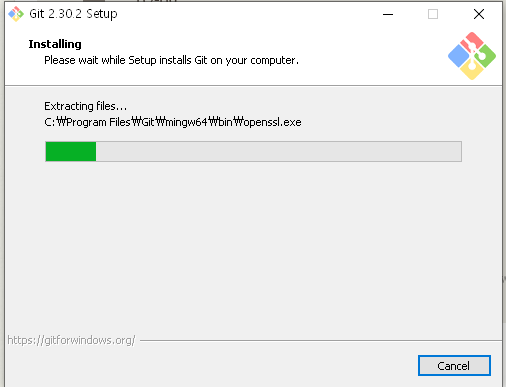 Git 2.30.2 Setup
Installing
Please wait while Setup installs Git on your computer.
Extracting files...
C:₩Program Files₩Git₩mingw64₩bin₩openssl.exe
https://gitforwindows.org/
Cancel